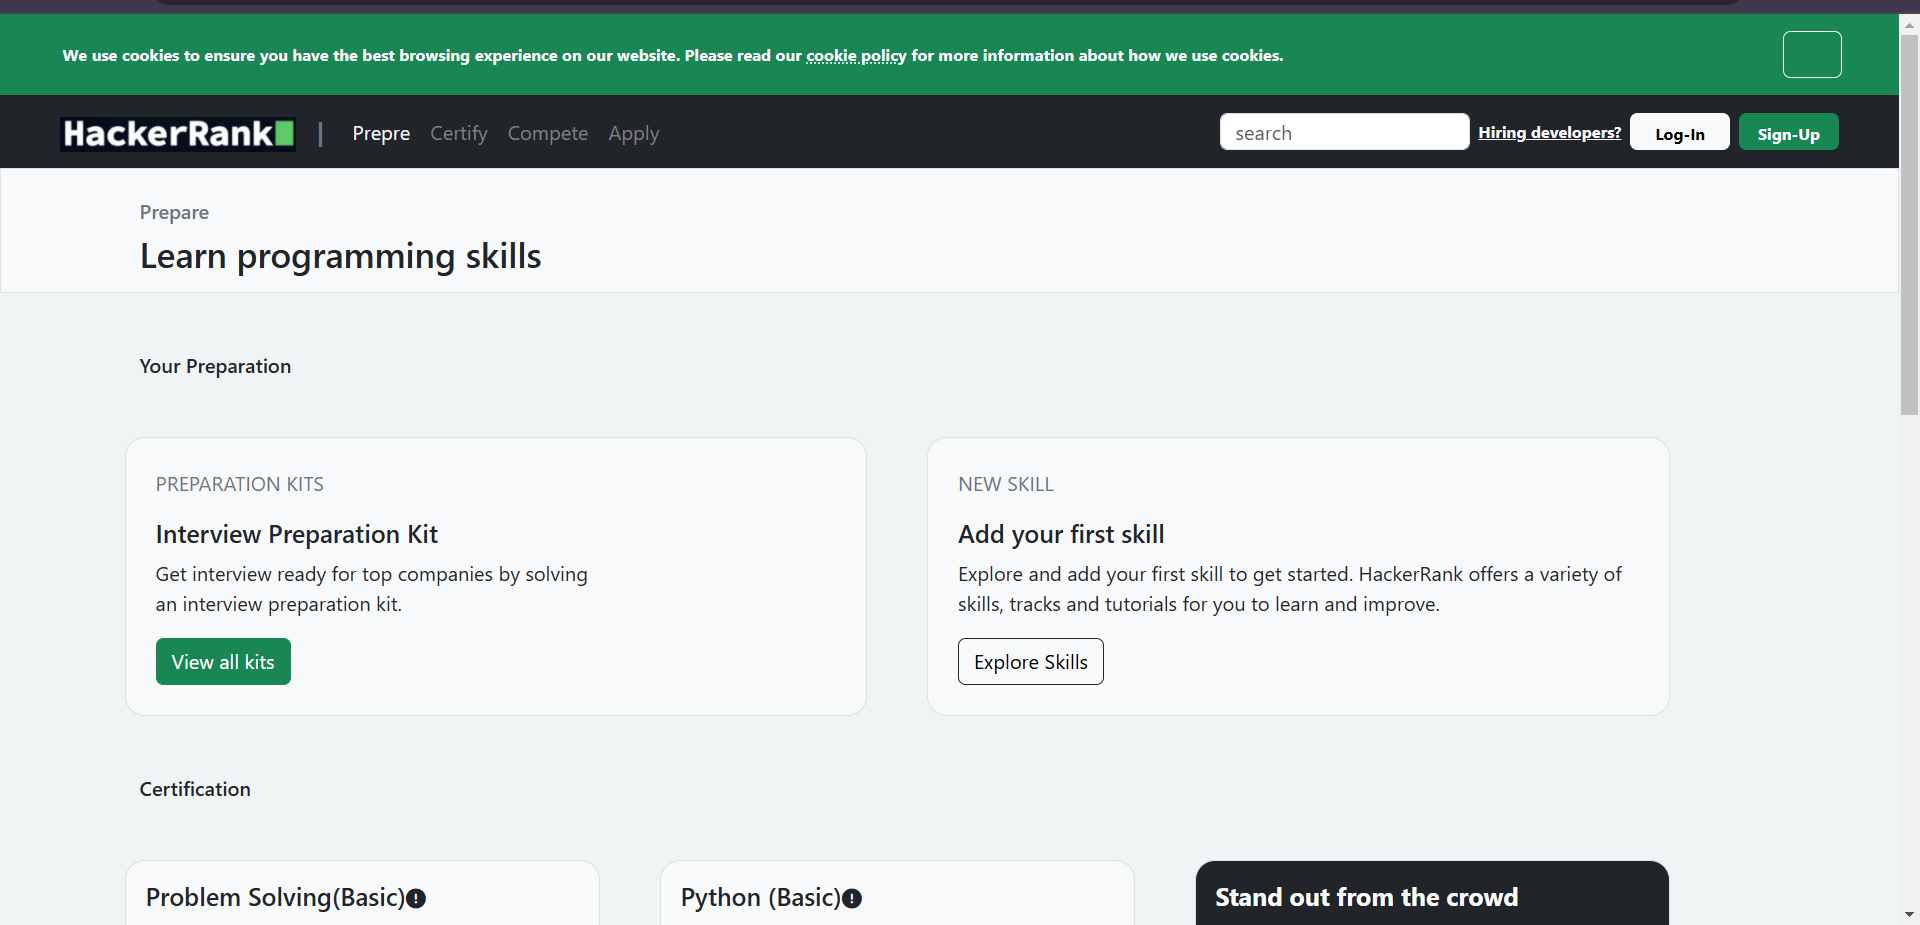 We use cookies to ensure you have the best browsing experience on our website. Please read our cookie policy for more information about how we use cookies.
HackerRank | Prepre Certify Compete Apply search Hiring developers? Log-In Sign-Up
Prepare
Learn programming skills
Your Preparation
PREPARATION KITS
Interview Preparation Kit
Get interview ready for top companies by solving
an interview preparation kit.
View all kits
NEW SKILL
Add your first skill
Explore and add your first skill to get started. HackerRank offers a variety of
skills, tracks and tutorials for you to learn and improve.
Explore Skills
Certification
Problem Solving(Basic)
Python (Basic)
Stand out from the crowd